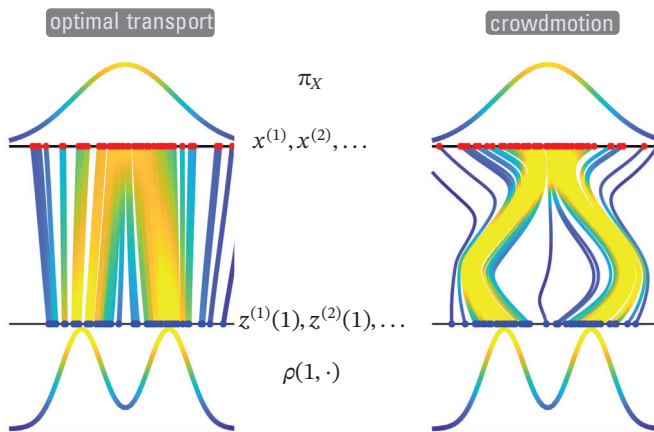 optimal transport
crowdmotion
π_X
x^(1), x^(2), . . .
z^(1)(1), z^(2)(1), . . .
ρ(1, ·)